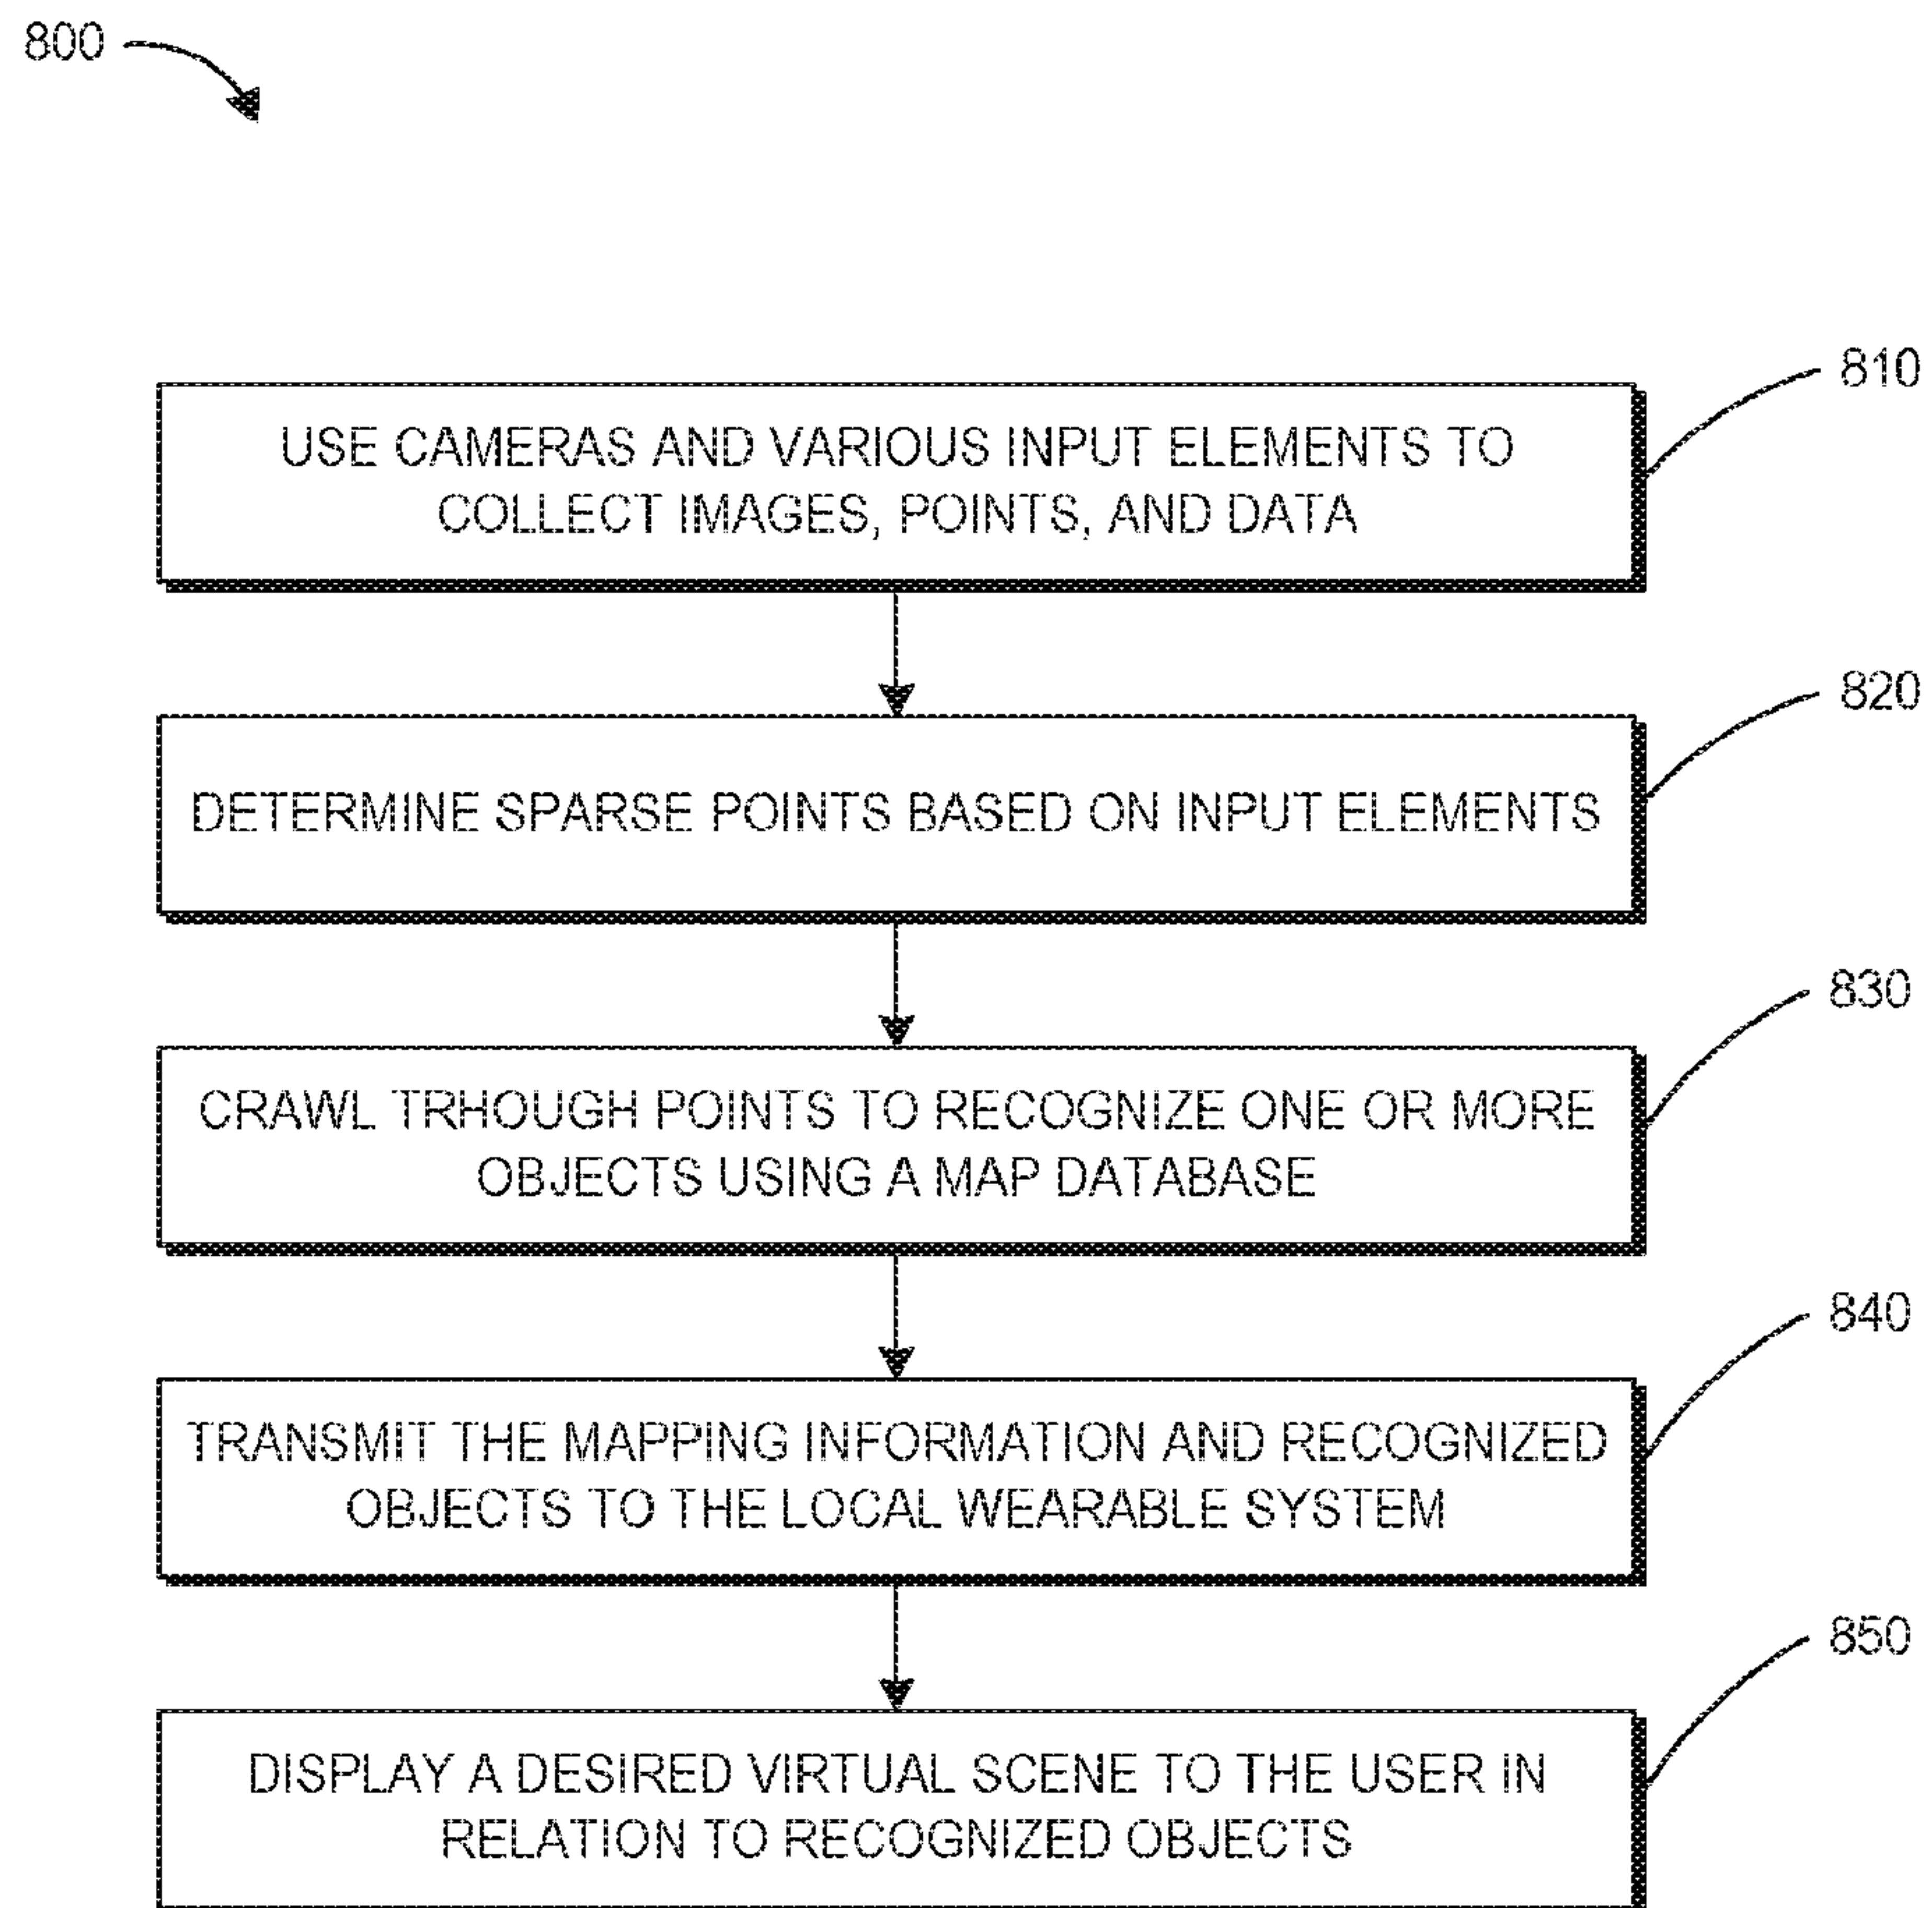 800
810
USE CAMERAS AND VARIOUS INPUT ELEMENTS TO
COLLECT IMAGES, POINTS, AND DATA
820
DETERMINE SPARSE POINTS BASED ON INPUT ELEMENTS
830
CRAWL TRHOUGH POINTS TO RECOGNIZE ONE OR MORE
OBJECTS USING A MAP DATABASE
840
TRANSMIT THE MAPPING INFORMATION AND RECOGNIZED
OBJECTS TO THE LOCAL WEARABLE SYSTEM
850
DISPLAY A DESIRED VIRTUAL SCENE TO THE USER IN
RELATION TO RECOGNIZED OBJECTS